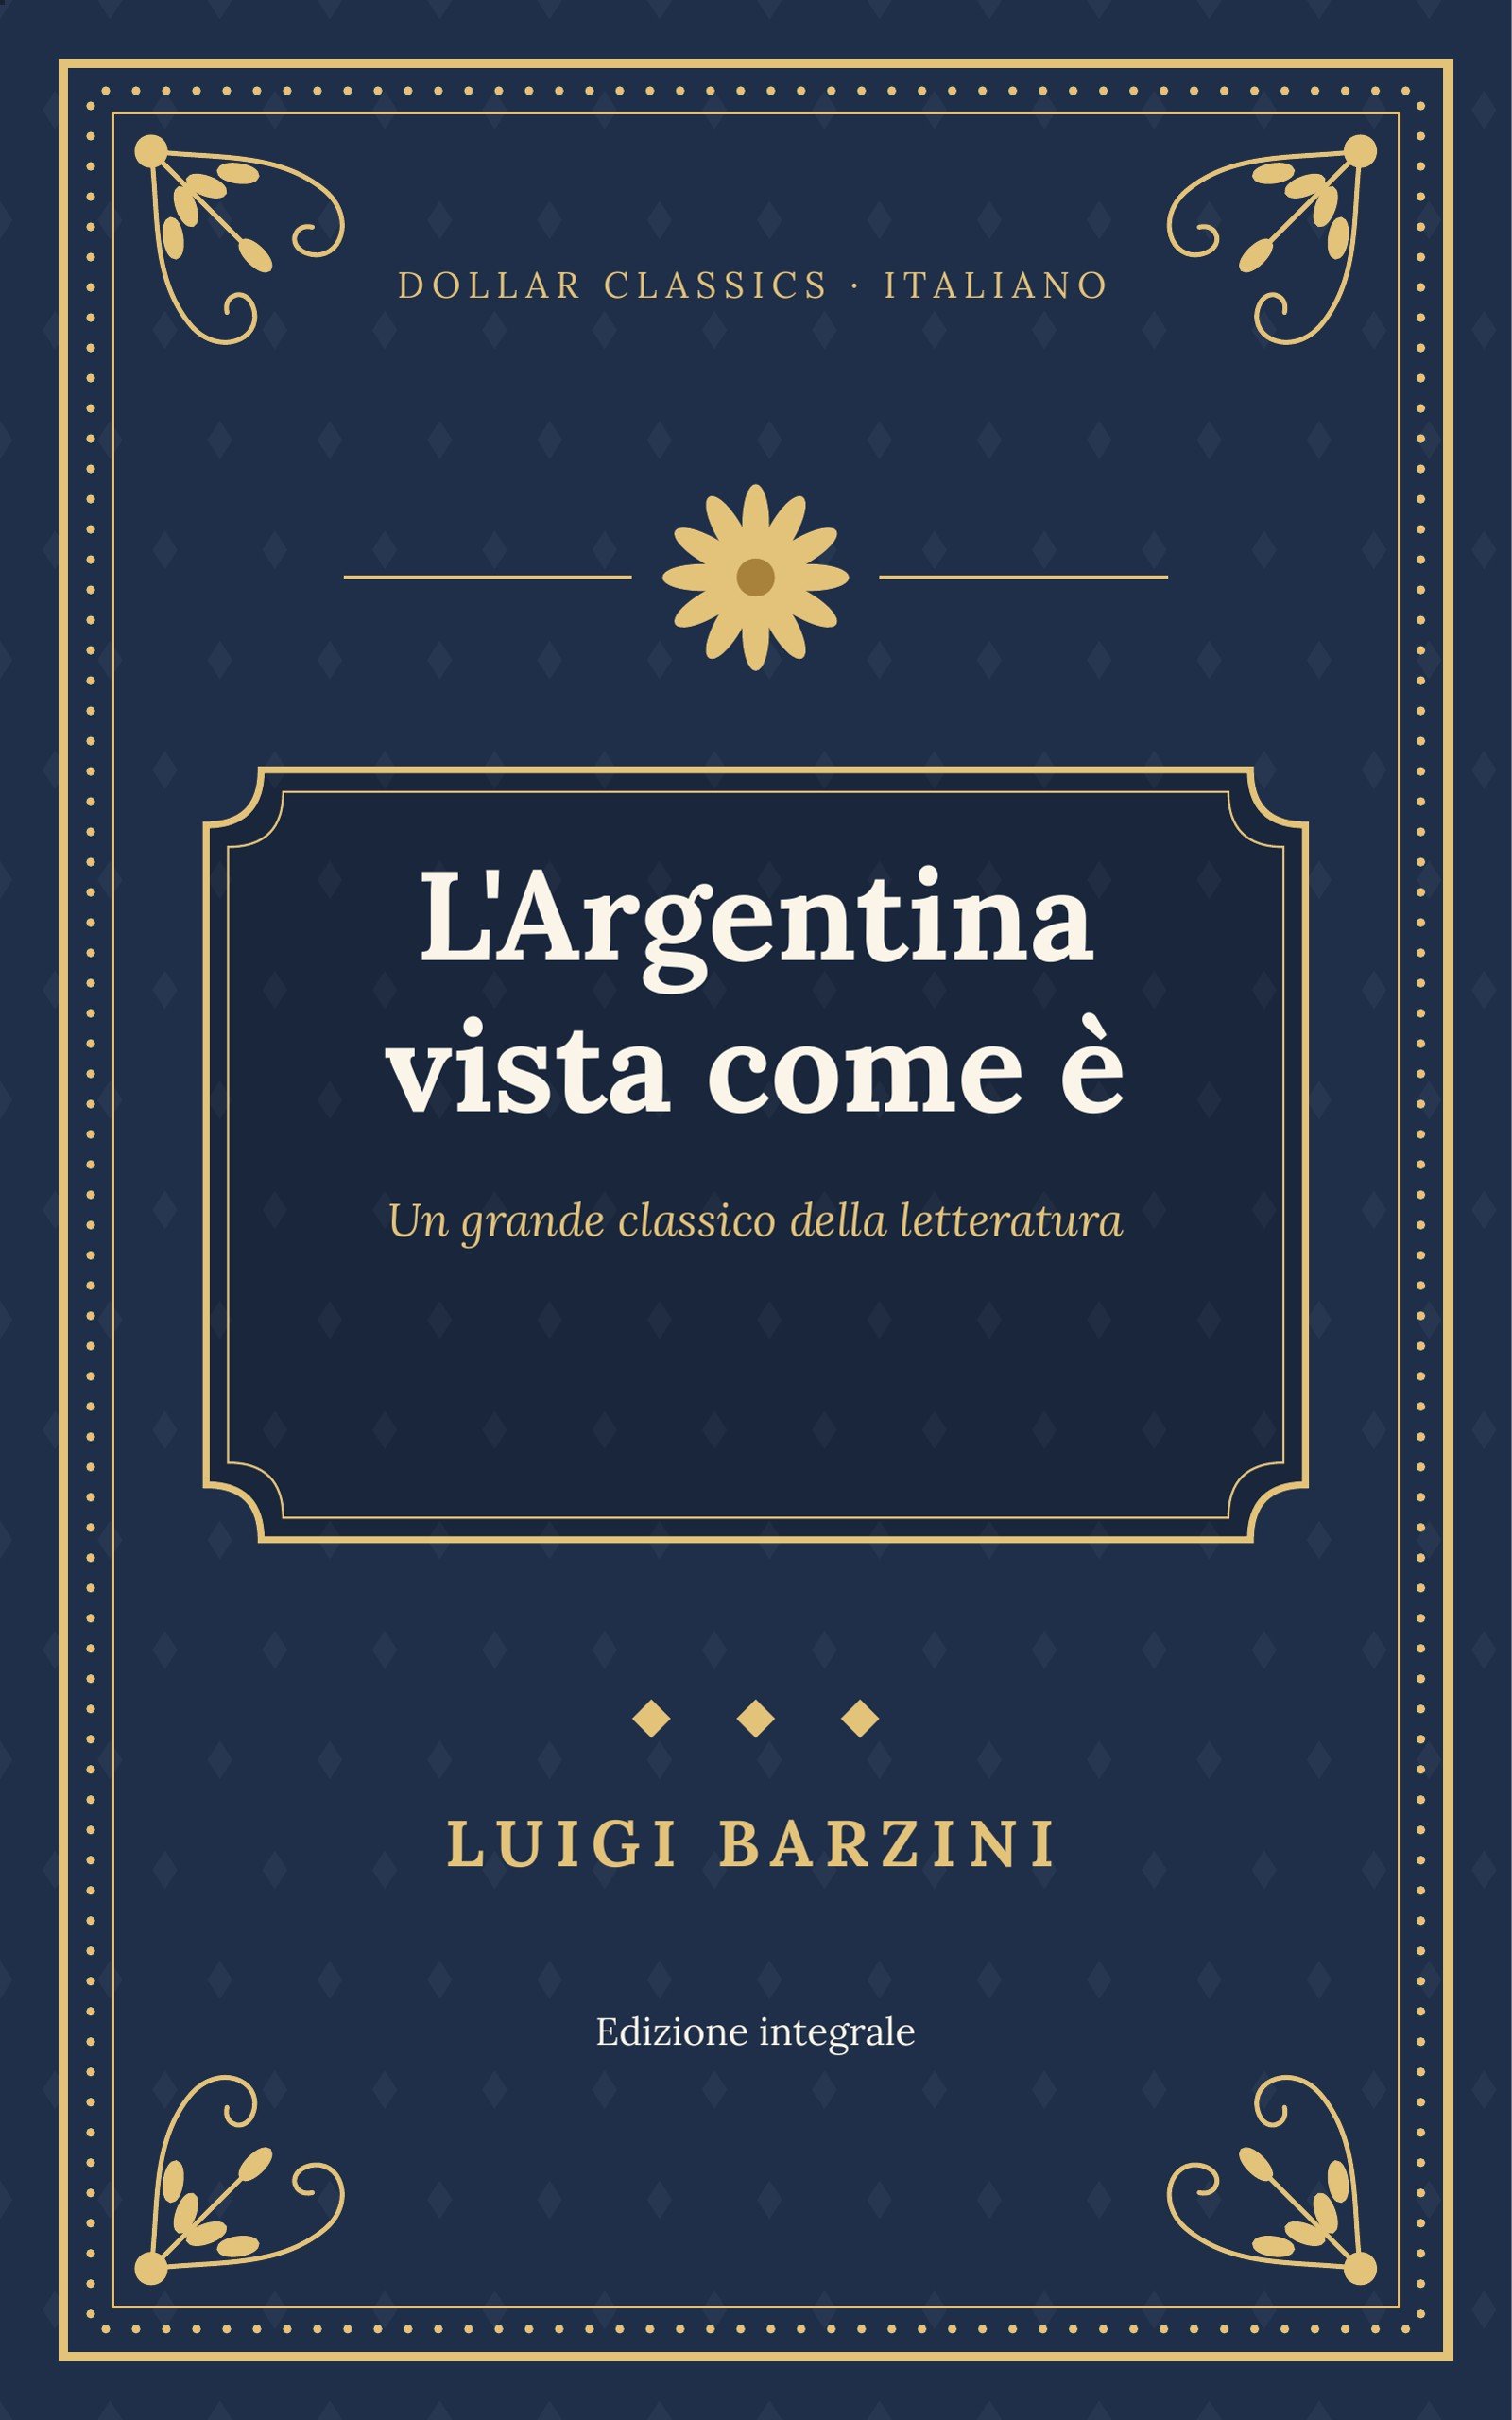 DOLLAR CLASSICS · ITALIANO
L'Argentina
vista come è
Un grande classico della letteratura
LUIGI BARZINI
Edizione integrale